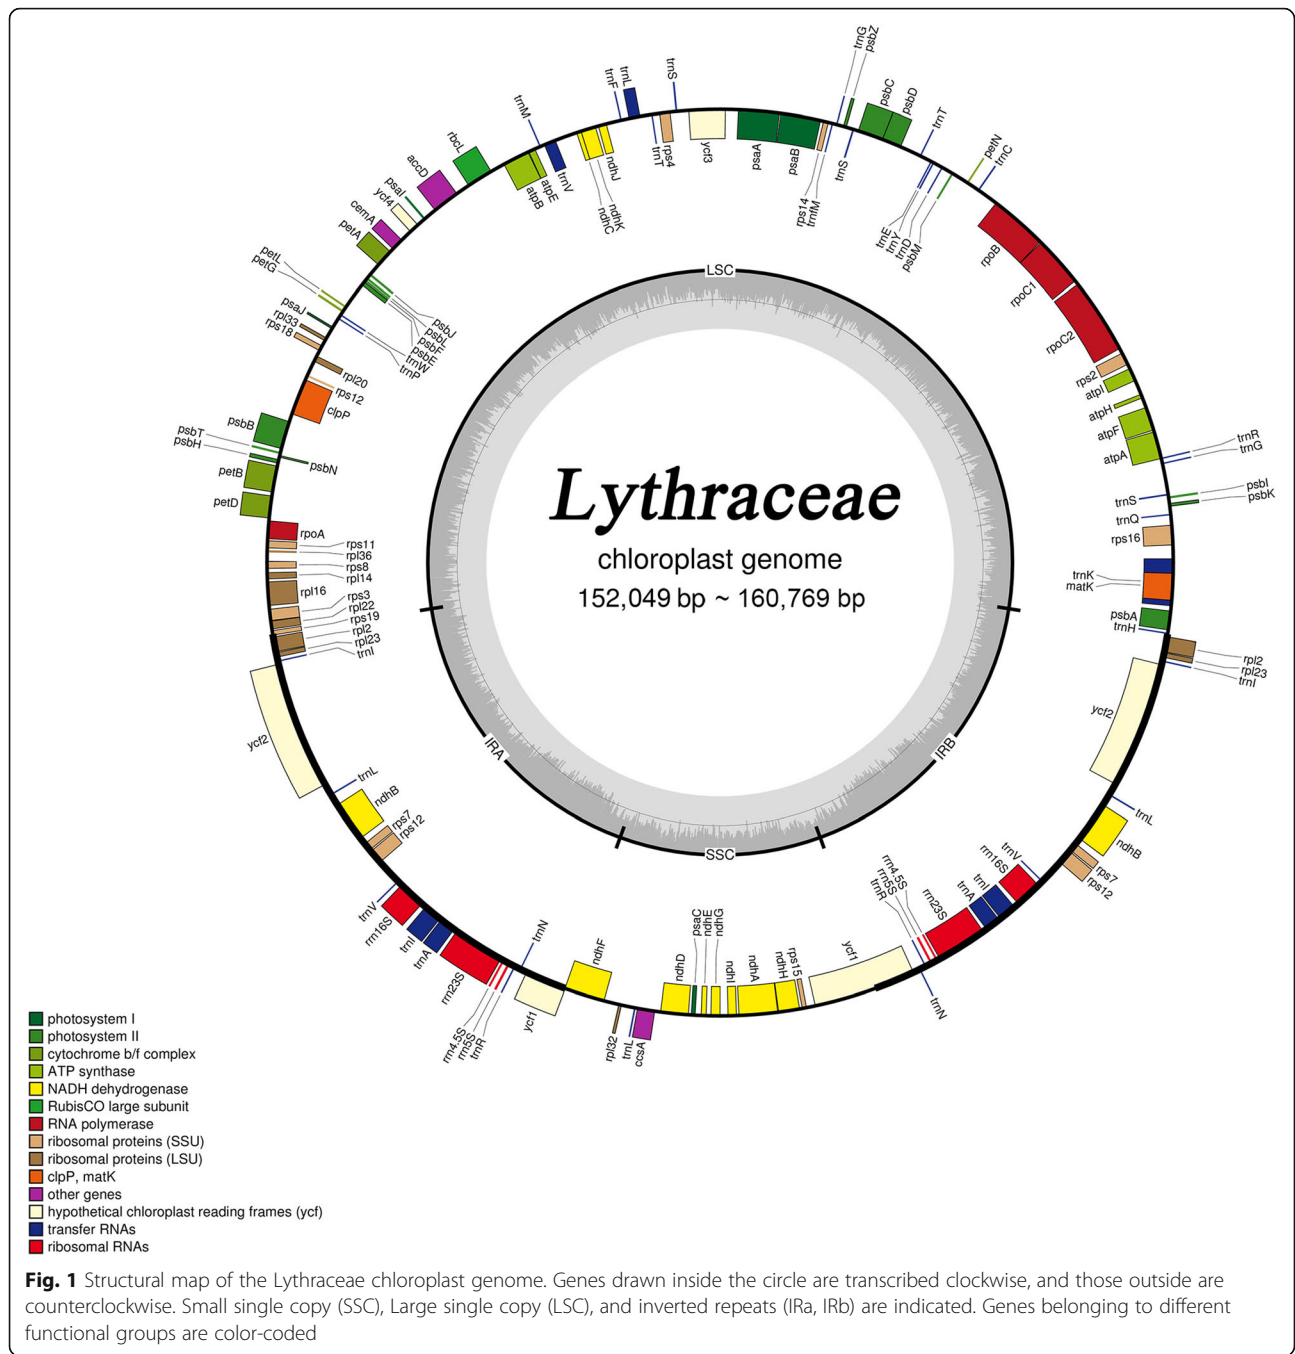 trnG
psbZ
psbC
psbD
trnT
petN
trnC
trnS
trnL
trnF
trnM
rbcL
accD
psaI
ycf4
cemA
petA
petL
petG
psaJ
rpl33
rps18
psbB
psbT
psbH
petB
petD
trnT
rps4
ycf3
psaA
psaB
rps14
trnfM
trnS
trnE
trnY
trnD
psbM
rpoB
rpoC1
rpoC2
rps2
atpI
atpH
atpF
atpA
trnR
trnG
trnS
psbI
psbK
trnQ
rps16
trnK
matK
psbA
trnH
rpl2
rpl23
trnI
ycf2
trnL
ndhB
rps7
rps12
trnV
rrn16S
trnI
trnA
rrn23S
rrn4.5S
rrn5S
trnR
trnN
ycf1
rps15
ndhH
ndhA
ndhI
ndhG
ndhE
psaC
ndhD
ccsA
trnL
rpl32
ndhF
ycf1
trnN
trnR
rrn5S
rrn4.5S
rrn23S
trnA
trnI
rrn16S
trnV
rps12
rps7
ndhB
trnL
ycf2
trnI
rpl23
rpl2
rps19
rpl22
rps3
rpl16
rpl14
rps8
rpl36
rps11
rpoA
psbN
clpP
rps12
rpl20
trnP
trnW
psbE
psbF
psbL
psbJ
atpB
atpE
trnV
ndhC
ndhK
ndhJ
LSC
IRA
IRB
SSC
Lythraceae
chloroplast genome
152,049 bp ~ 160,769 bp
photosystem I
photosystem II
cytochrome b/f complex
ATP synthase
NADH dehydrogenase
RubisCO large subunit
RNA polymerase
ribosomal proteins (SSU)
ribosomal proteins (LSU)
clpP, matK
other genes
hypothetical chloroplast reading frames (ycf)
transfer RNAs
ribosomal RNAs
Fig. 1 Structural map of the Lythraceae chloroplast genome. Genes drawn inside the circle are transcribed clockwise, and those outside are
counterclockwise. Small single copy (SSC), Large single copy (LSC), and inverted repeats (IRa, IRb) are indicated. Genes belonging to different
functional groups are color-coded